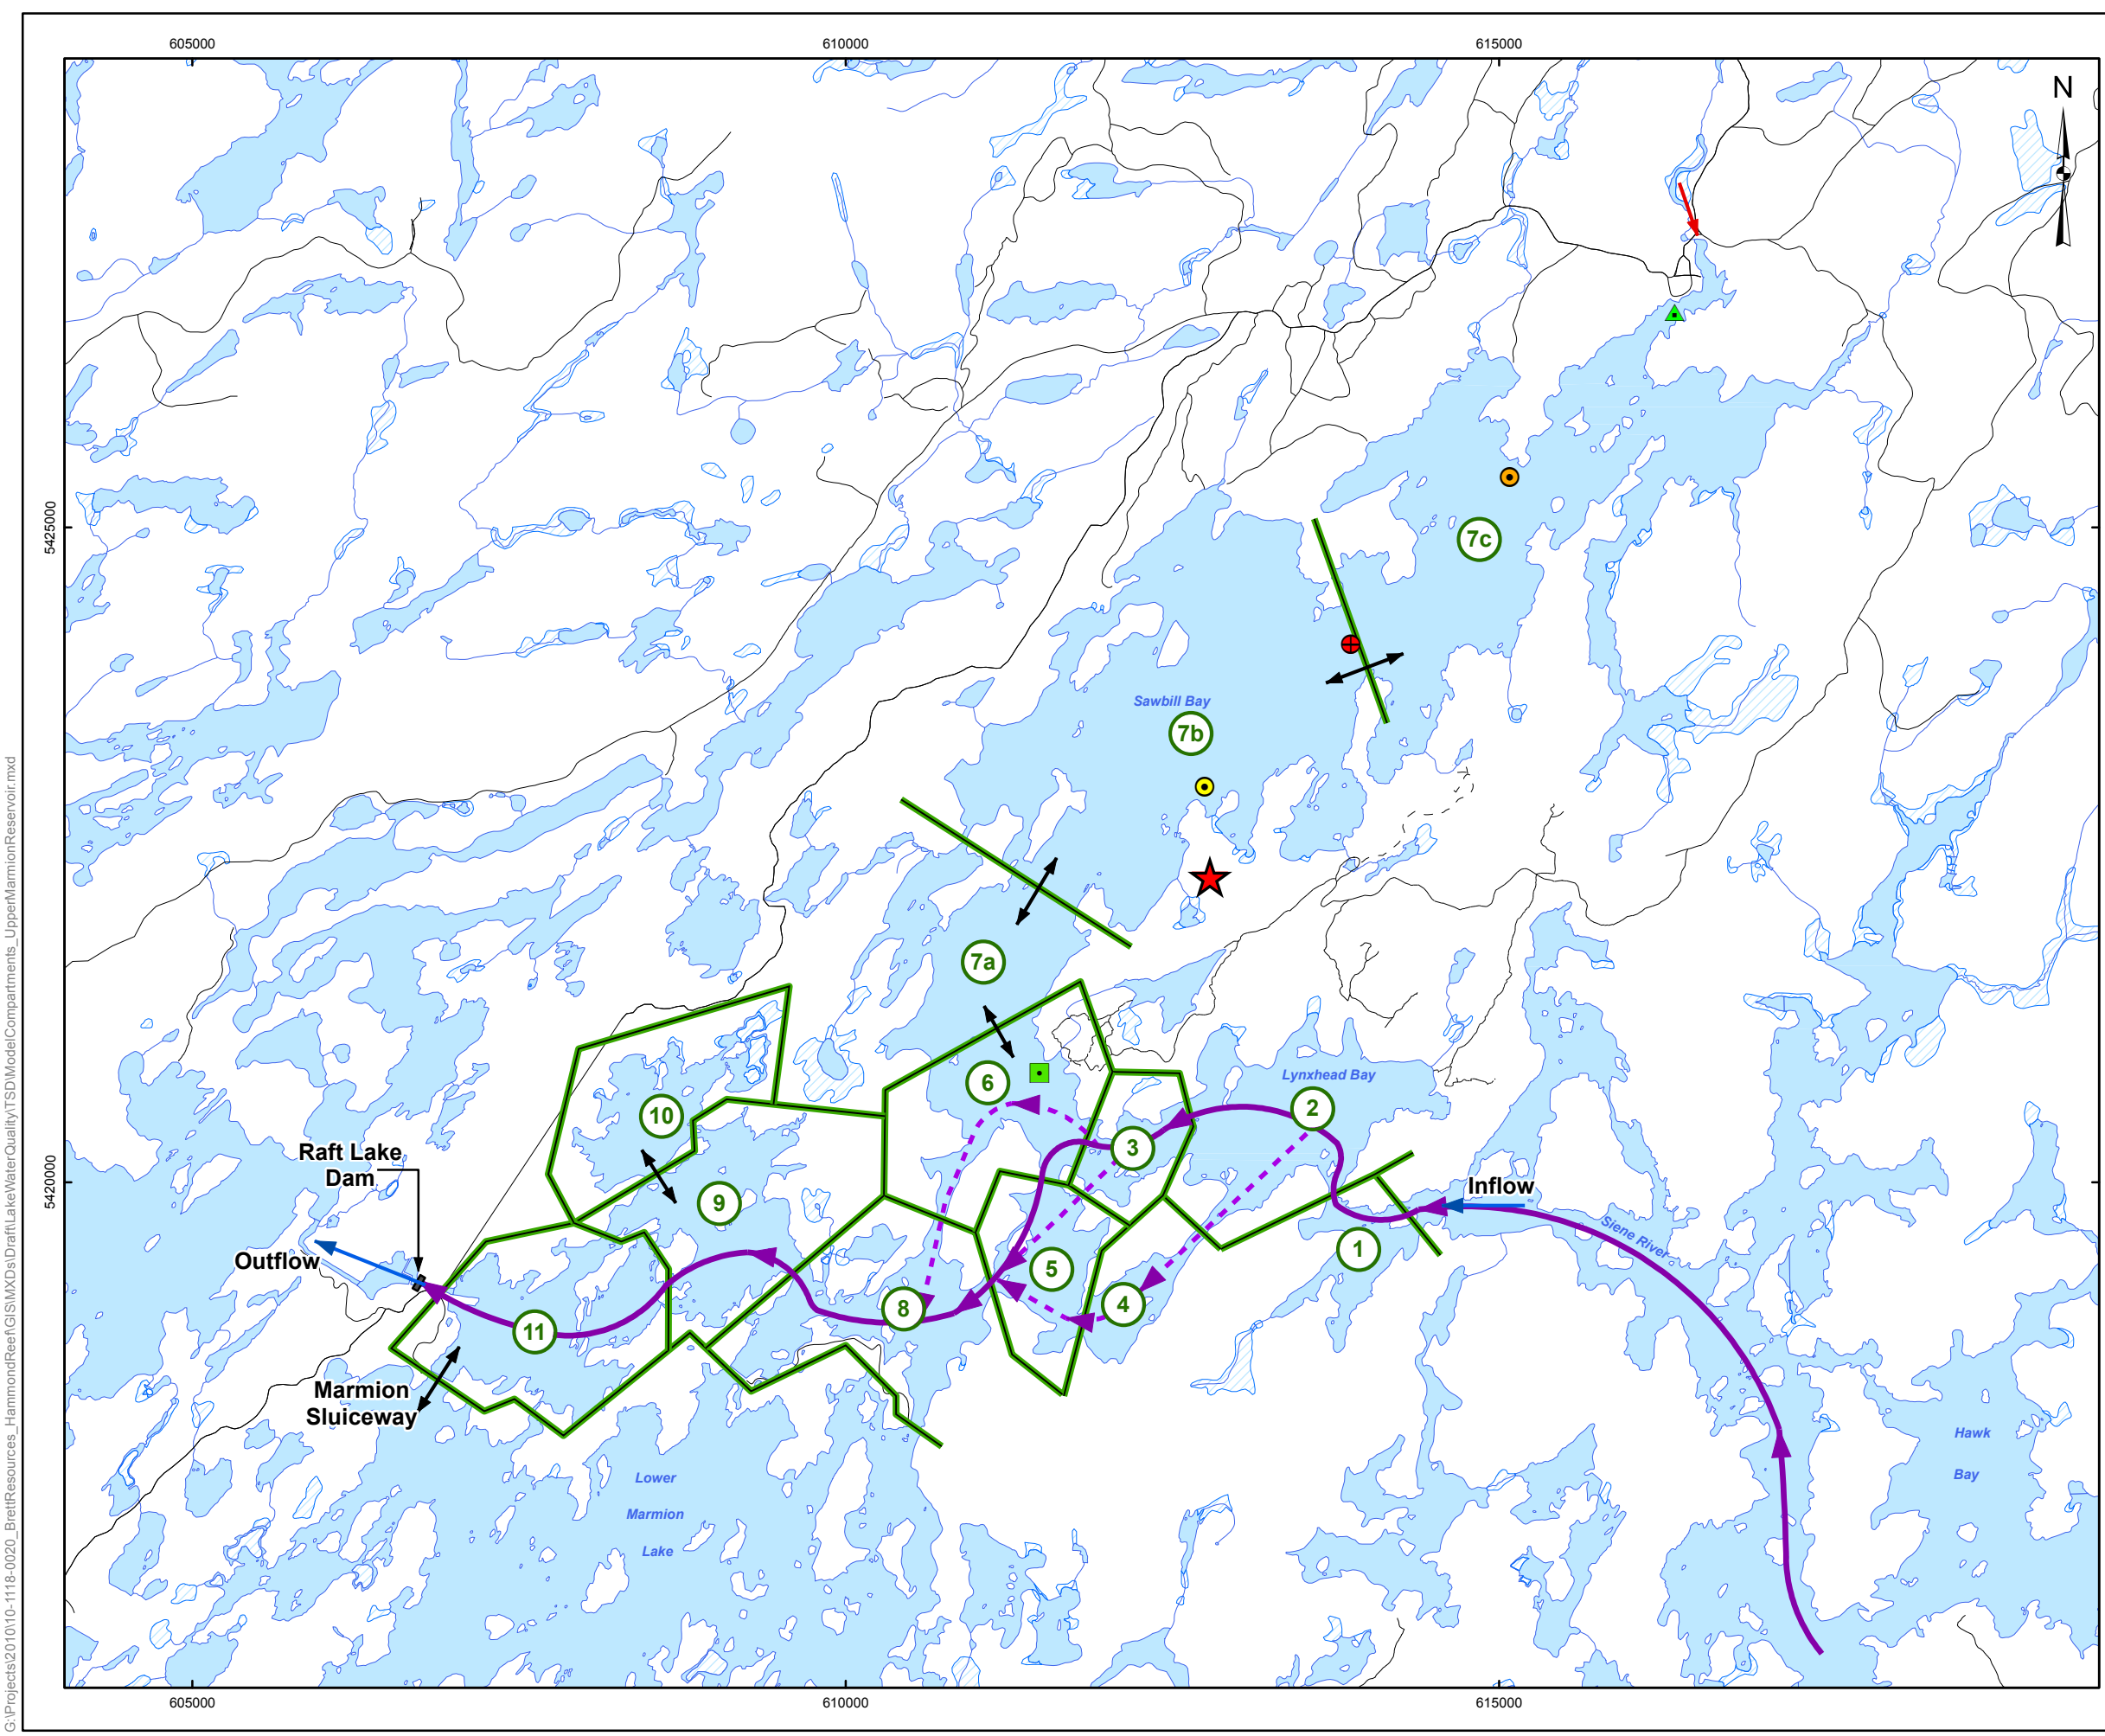 605000
610000
615000
N
5425000
7c
Sawbill Bay
7b
7a
6
Lynxhead Bay
2
10
3
Raft Lake
Dam
5420000
9
Inflow
Siene River
1
Outflow
5
4
8
11
Marmion
Sluiceway
Hawk
Bay
Lower
Marmion
Lake
605000
610000
615000
G:\Projects\2010\10-1118-0020_BrettResources_HammondReef\GIS\MXDs\Draft\LakeWaterQuality\TSD\ModelCompartments_UpperMarmionReservoir.mxd